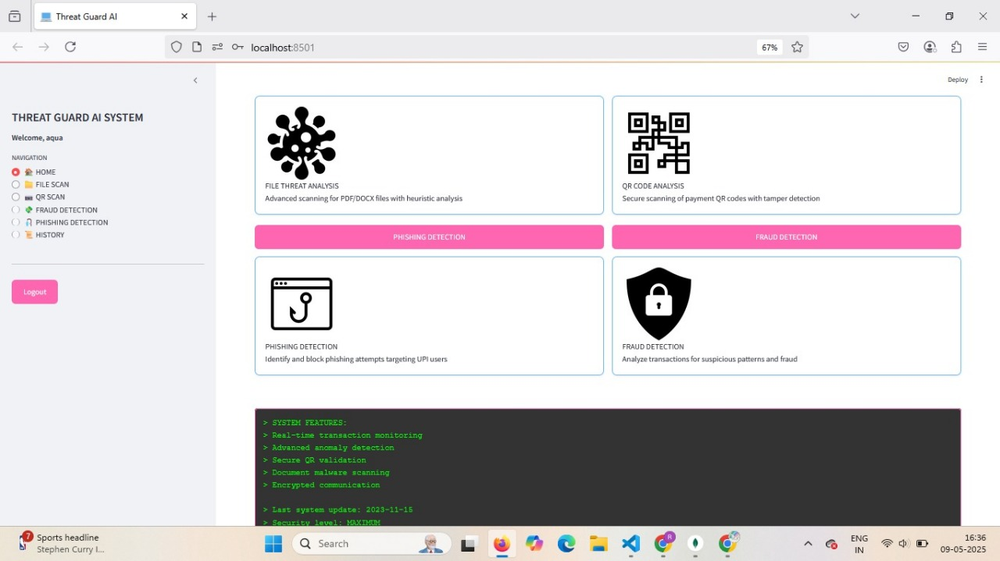 Threat Guard AI
localhost:8501
67%
Deploy
THREAT GUARD AI SYSTEM
Welcome, aqua
NAVIGATION
HOME
FILE SCAN
QR SCAN
FRAUD DETECTION
PHISHING DETECTION
HISTORY
Logout
FILE THREAT ANALYSIS
Advanced scanning for PDF/DOCX files with heuristic analysis
QR CODE ANALYSIS
Secure scanning of payment QR codes with tamper detection
PHISHING DETECTION
FRAUD DETECTION
PHISHING DETECTION
Identify and block phishing attempts targeting UPI users
FRAUD DETECTION
Analyze transactions for suspicious patterns and fraud
> SYSTEM FEATURES:
> Real-time transaction monitoring
> Advanced anomaly detection
> Secure QR validation
> Document malware scanning
> Encrypted communication
> Last system update: 2023-11-15
> Security level: MAXIMUM
7
Sports headline
Stephen Curry l...
Search
R
ENG
IN
16:36
09-05-2025